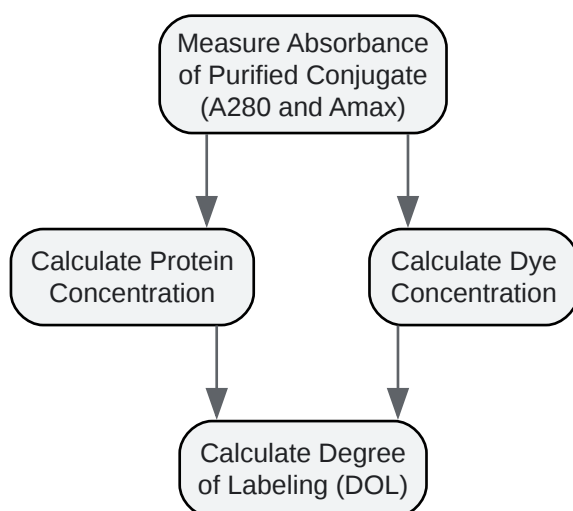 Measure Absorbance
of Purified Conjugate
(A280 and Amax)
Calculate Protein
Concentration
Calculate Dye
Concentration
Calculate Degree
of Labeling (DOL)